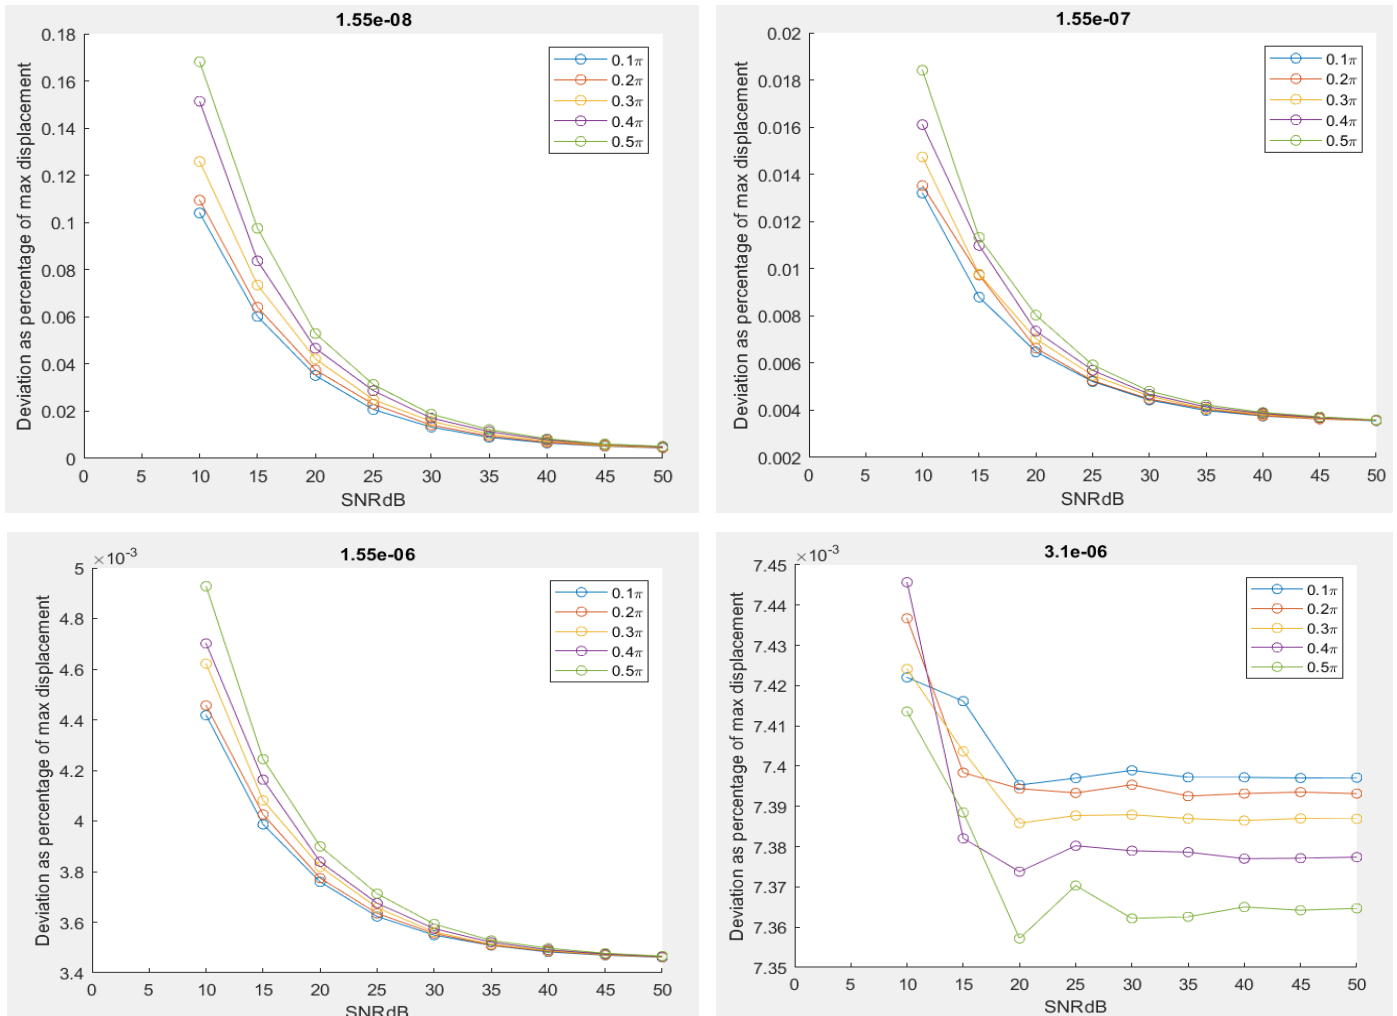 1.55e-08
Deviation as percentage of max displacement
0.18
0.16
0.14
0.12
0.1
0.08
0.06
0.04
0.02
0
0 5 10 15 20 25 30 35 40 45 50
SNRdB
0.1π
0.2π
0.3π
0.4π
0.5π
1.55e-07
Deviation as percentage of max displacement
0.02
0.018
0.016
0.014
0.012
0.01
0.008
0.006
0.004
0.002
0 5 10 15 20 25 30 35 40 45 50
SNRdB
0.1π
0.2π
0.3π
0.4π
0.5π
1.55e-06
×10-3
Deviation as percentage of max displacement
5
4.8
4.6
4.4
4.2
4
3.8
3.6
3.4
0 5 10 15 20 25 30 35 40 45 50
SNRdB
0.1π
0.2π
0.3π
0.4π
0.5π
3.1e-06
×10-3
Deviation as percentage of max displacement
7.45
7.44
7.43
7.42
7.41
7.4
7.39
7.38
7.37
7.36
7.35
0 5 10 15 20 25 30 35 40 45 50
SNRdB
0.1π
0.2π
0.3π
0.4π
0.5π